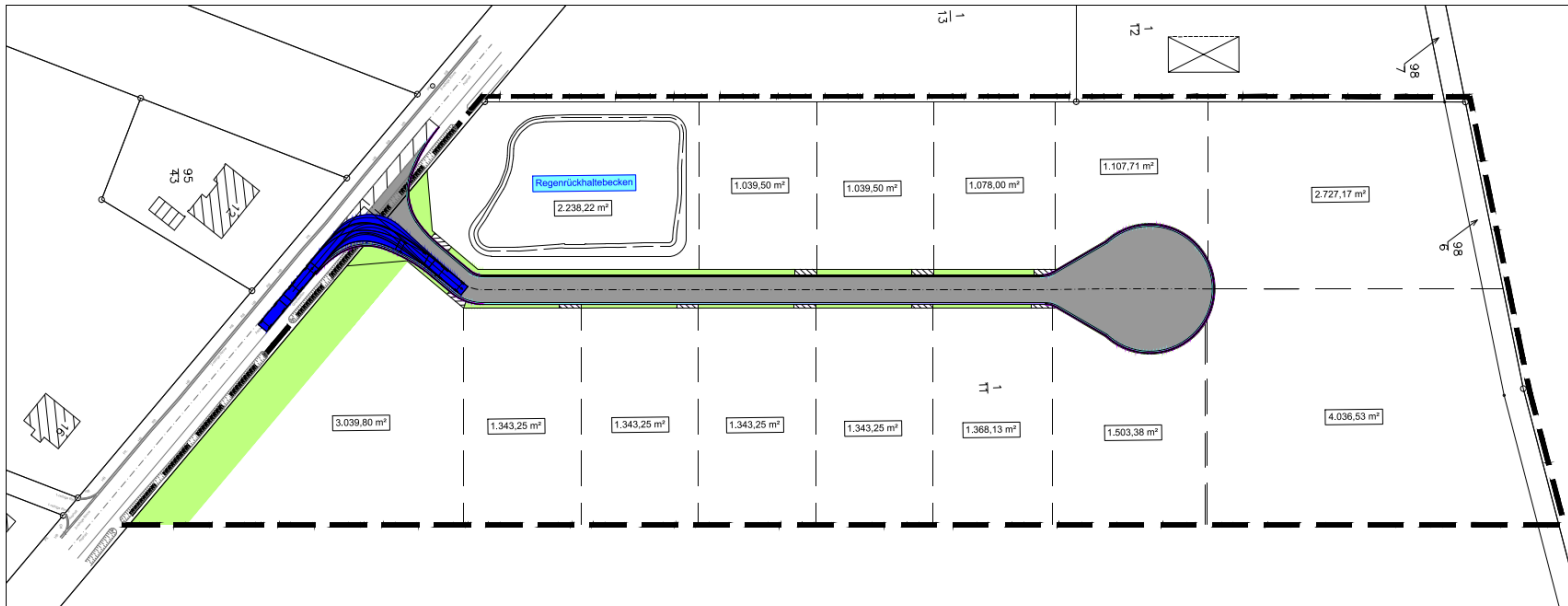 1
13
1
12
98
7
95
43
12
Regenrückhaltebecken
2.238,22 m²
1.039,50 m²
1.039,50 m²
1.078,00 m²
1.107,71 m²
2.727,17 m²
98
6
1
11
16
3.039,80 m²
1.343,25 m²
1.343,25 m²
1.343,25 m²
1.343,25 m²
1.368,13 m²
1.503,38 m²
4.036,53 m²